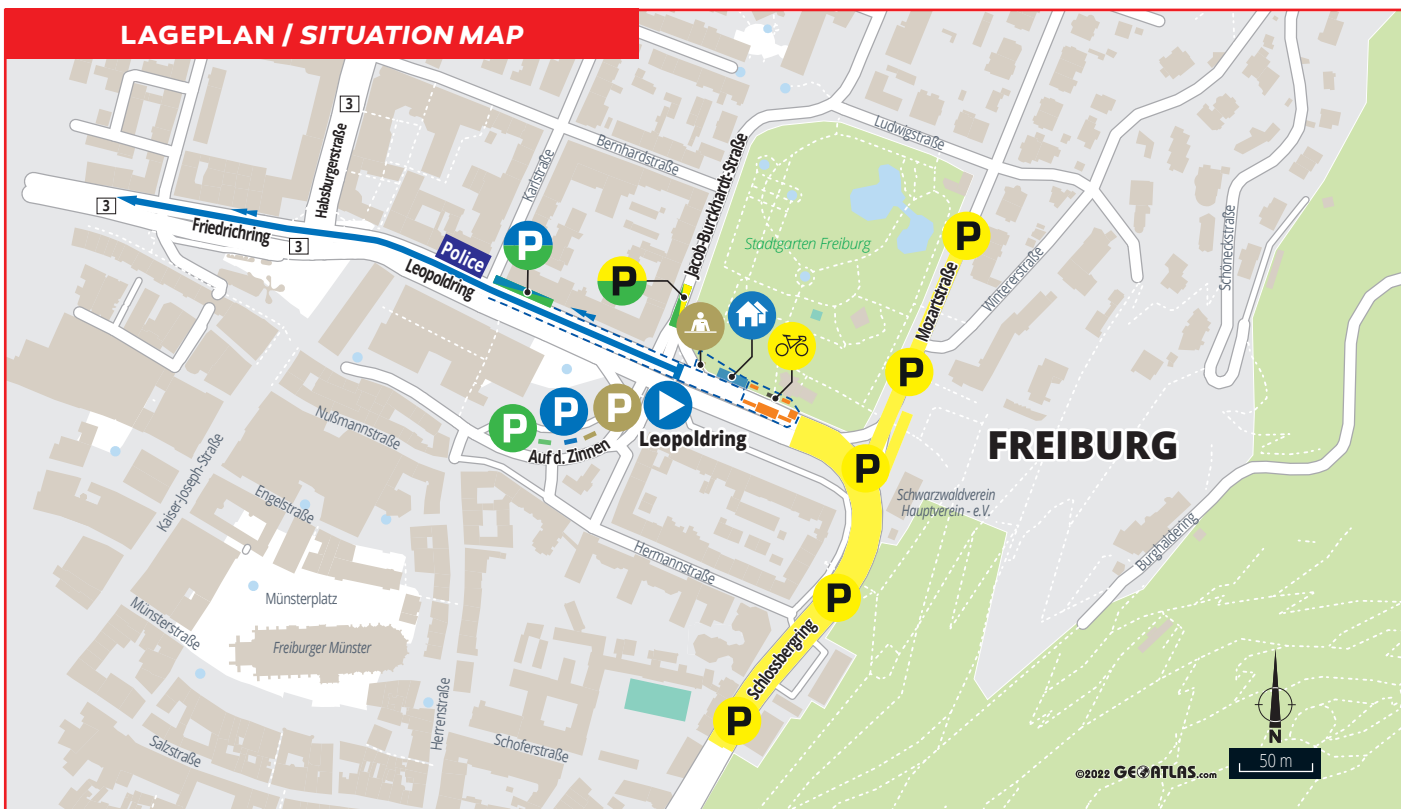 LAGEPLAN / SITUATION MAP
3
Habsburgerstraße
Karlstraße
Bernhardstraße
Jacob-Burckhardt-Straße
Ludwigstraße
3
Friedrichring
3
Police
Leopoldring
P
P
Stadtgarten Freiburg
P
Mozartstraße
Wintererstraße
Schöneckstraße
P
P
P
P
Leopoldring
Auf d. Zinnen
Nußmannstraße
Kaiser-Joseph-Straße
Engelstraße
FREIBURG
P
Schwarzwaldverein
Hauptverein - e.V.
Burghaldering
Hermannstraße
Münsterplatz
Münsterstraße
Freiburger Münster
P
Schlossbergring
P
Herrenstraße
Schoferstraße
Salzstraße
N
50 m
©2022 GEOATLAS.com